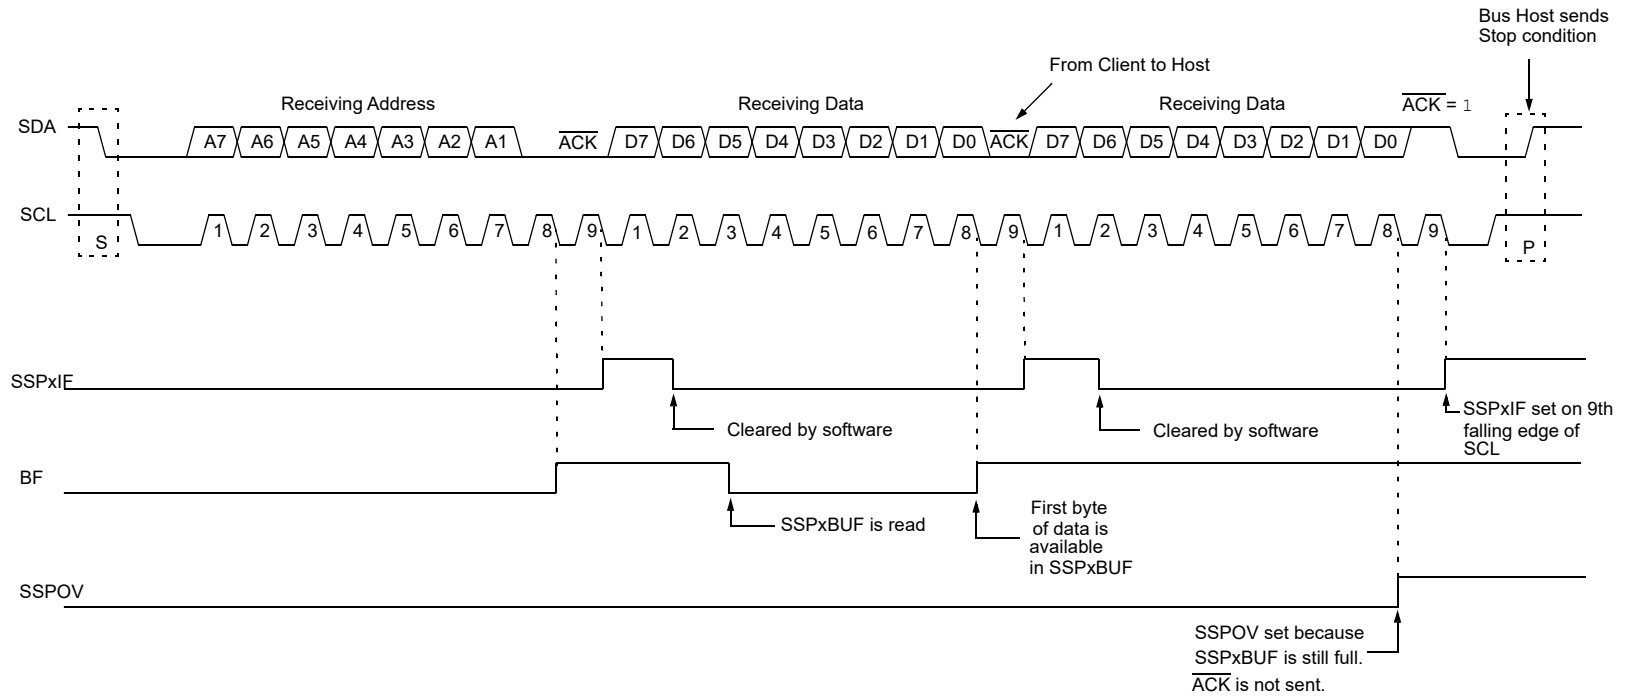 Bus Host sends
Stop condition
From Client to Host
Receiving Address
Receiving Data
Receiving Data
ACK = 1
SDA
A7 A6 A5 A4 A3 A2 A1 ACK D7 D6 D5 D4 D3 D2 D1 D0 ACK D7 D6 D5 D4 D3 D2 D1 D0
SCL
S 1 2 3 4 5 6 7 8 9 1 2 3 4 5 6 7 8 9 1 2 3 4 5 6 7 8 9 P
SSPxIF
Cleared by software
Cleared by software
SSPxIF set on 9th
falling edge of
SCL
BF
SSPxBUF is read
First byte
of data is
available
in SSPxBUF
SSPOV
SSPOV set because
SSPxBUF is still full.
ACK is not sent.